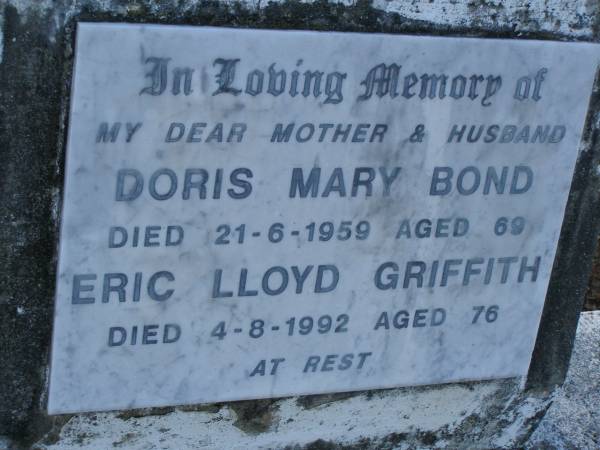 In Loving Memory of
MY DEAR MOTHER & HUSBAND
DORIS MARY BOND
DIED 21-6-1959 AGED 69
ERIC LLOYD GRIFFITH
DIED 4-8-1992 AGED 76
AT REST